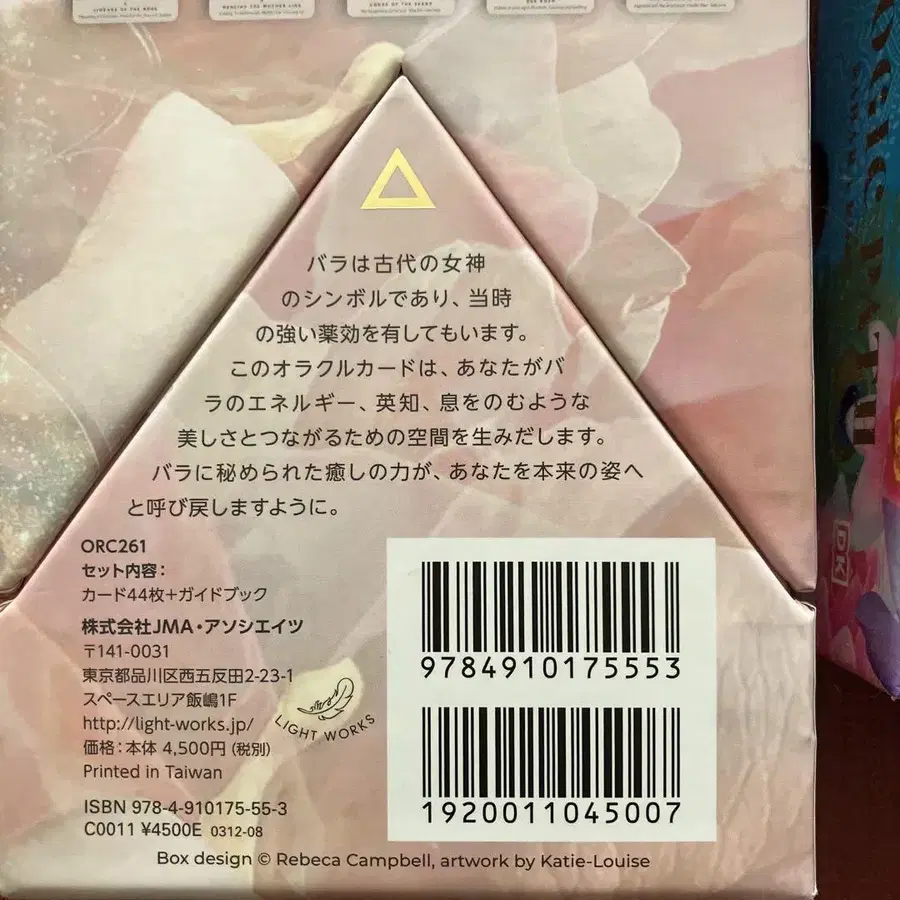 LINEAGE OF THE ROSE
バラは古代の女神
のシンボルであり、当時
の強い薬効を有してもいます。
このオラクルカードは、あなたがバ
ラのエネルギー、英知、息をのむような
美しさとつながるための空間を生みだします。
バラに秘められた癒しの力が、あなたを本来の姿へ
と呼び戻しますように。
ORC261
セット内容：
カード44枚+ガイドブック
株式会社JMA・アソシエイツ
〒141-0031
東京都品川区西五反田2-23-1
スペースエリア飯嶋1F
http://light-works.jp/
価格：本体 4,500円（税別）
Printed in Taiwan
LIGHT WORKS
ISBN 978-4-910175-55-3
C0011 ¥4500E 0312-08
9784910175553
1920011045007
Box design © Rebeca Campbell, artwork by Katie-Louise
DK